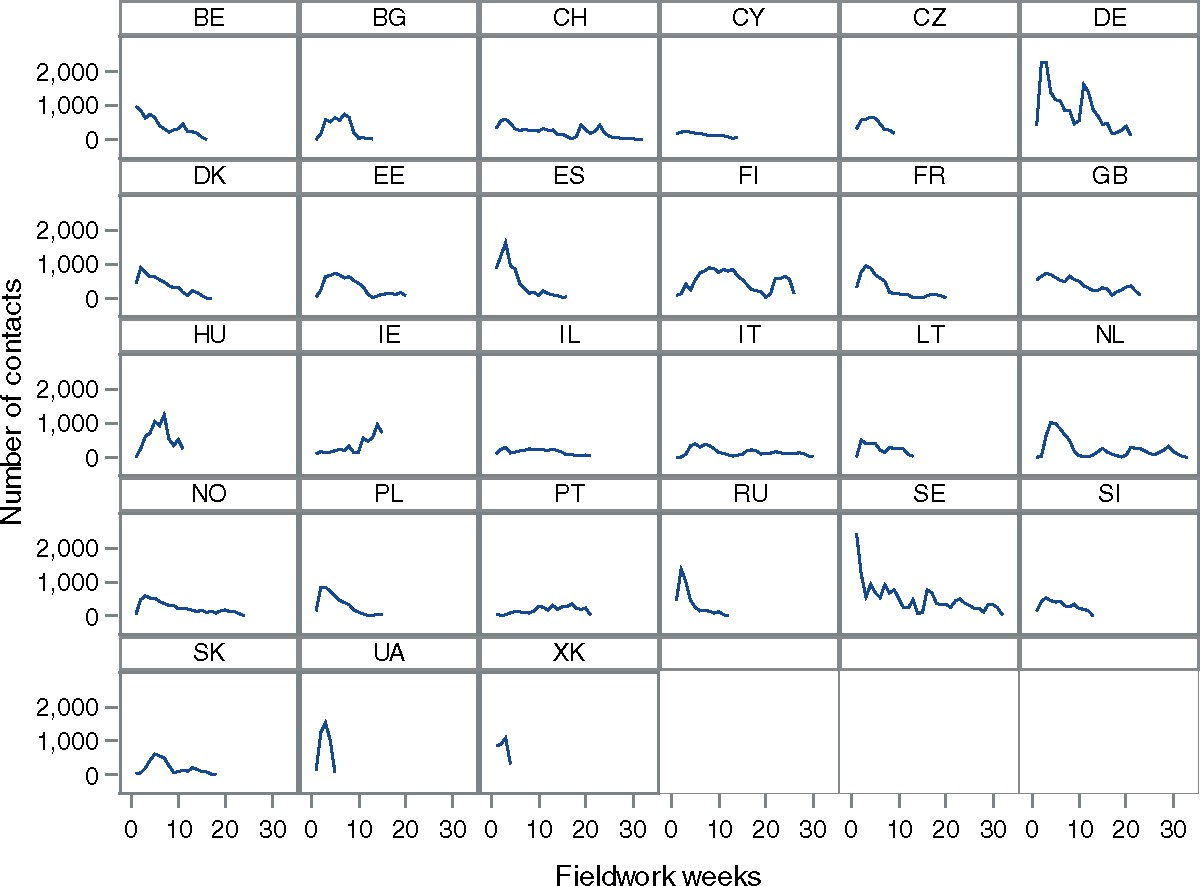 BE BG CH CY CZ DE
2,000
1,000
0
DK EE ES FI FR GB
2,000
1,000
0
HU IE IL IT LT NL
2,000
1,000
0
NO PL PT RU SE SI
2,000
1,000
0
SK UA XK
2,000
1,000
0
0 10 20 30 0 10 20 30 0 10 20 30 0 10 20 30 0 10 20 30 0 10 20 30
Fieldwork weeks
Number of contacts